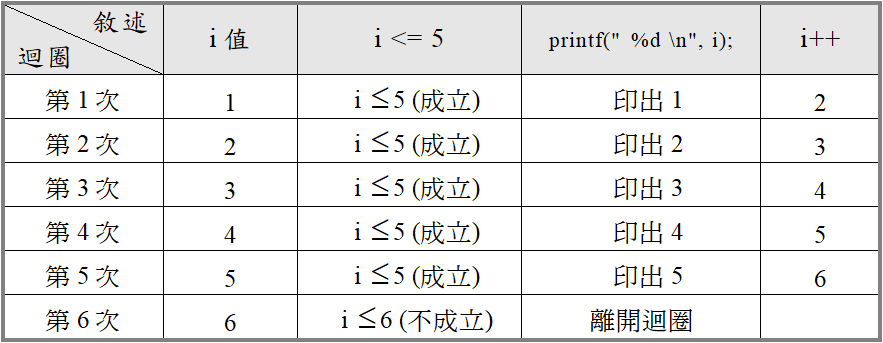 敘述
迴圈 i 值 i <= 5 printf(" %d \n", i); i++
第 1 次 1 i ≤5 (成立) 印出 1 2
第 2 次 2 i ≤5 (成立) 印出 2 3
第 3 次 3 i ≤5 (成立) 印出 3 4
第 4 次 4 i ≤5 (成立) 印出 4 5
第 5 次 5 i ≤5 (成立) 印出 5 6
第 6 次 6 i ≤6 (不成立) 離開迴圈